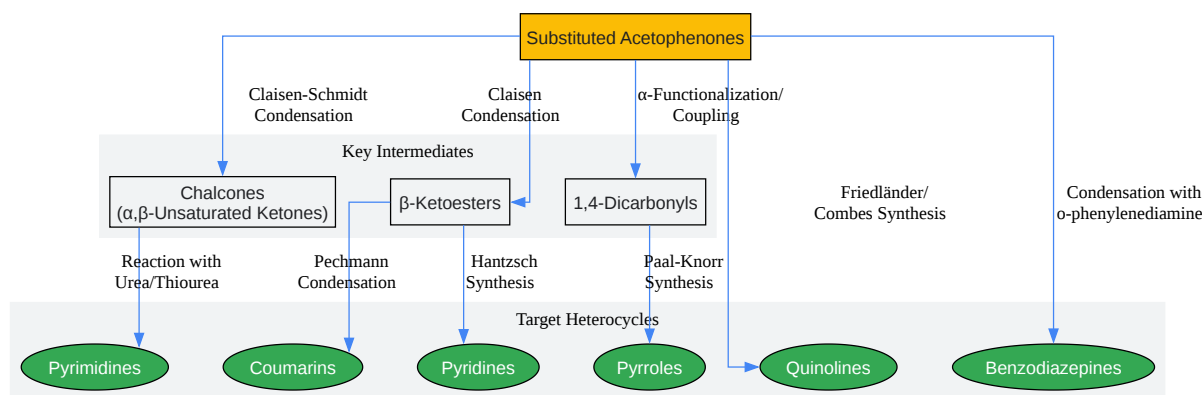 Substituted Acetophenones
Claisen-Schmidt
Condensation
Claisen
Condensation
α-Functionalization/
Coupling
Key Intermediates
Chalcones
(α,β-Unsaturated Ketones)
β-Ketoesters
1,4-Dicarbonyls
Friedländer/
Combes Synthesis
Condensation with
o-phenylenediamine
Reaction with
Urea/Thiourea
Pechmann
Condensation
Hantzsch
Synthesis
Paal-Knorr
Synthesis
Target Heterocycles
Pyrimidines
Coumarins
Pyridines
Pyrroles
Quinolines
Benzodiazepines